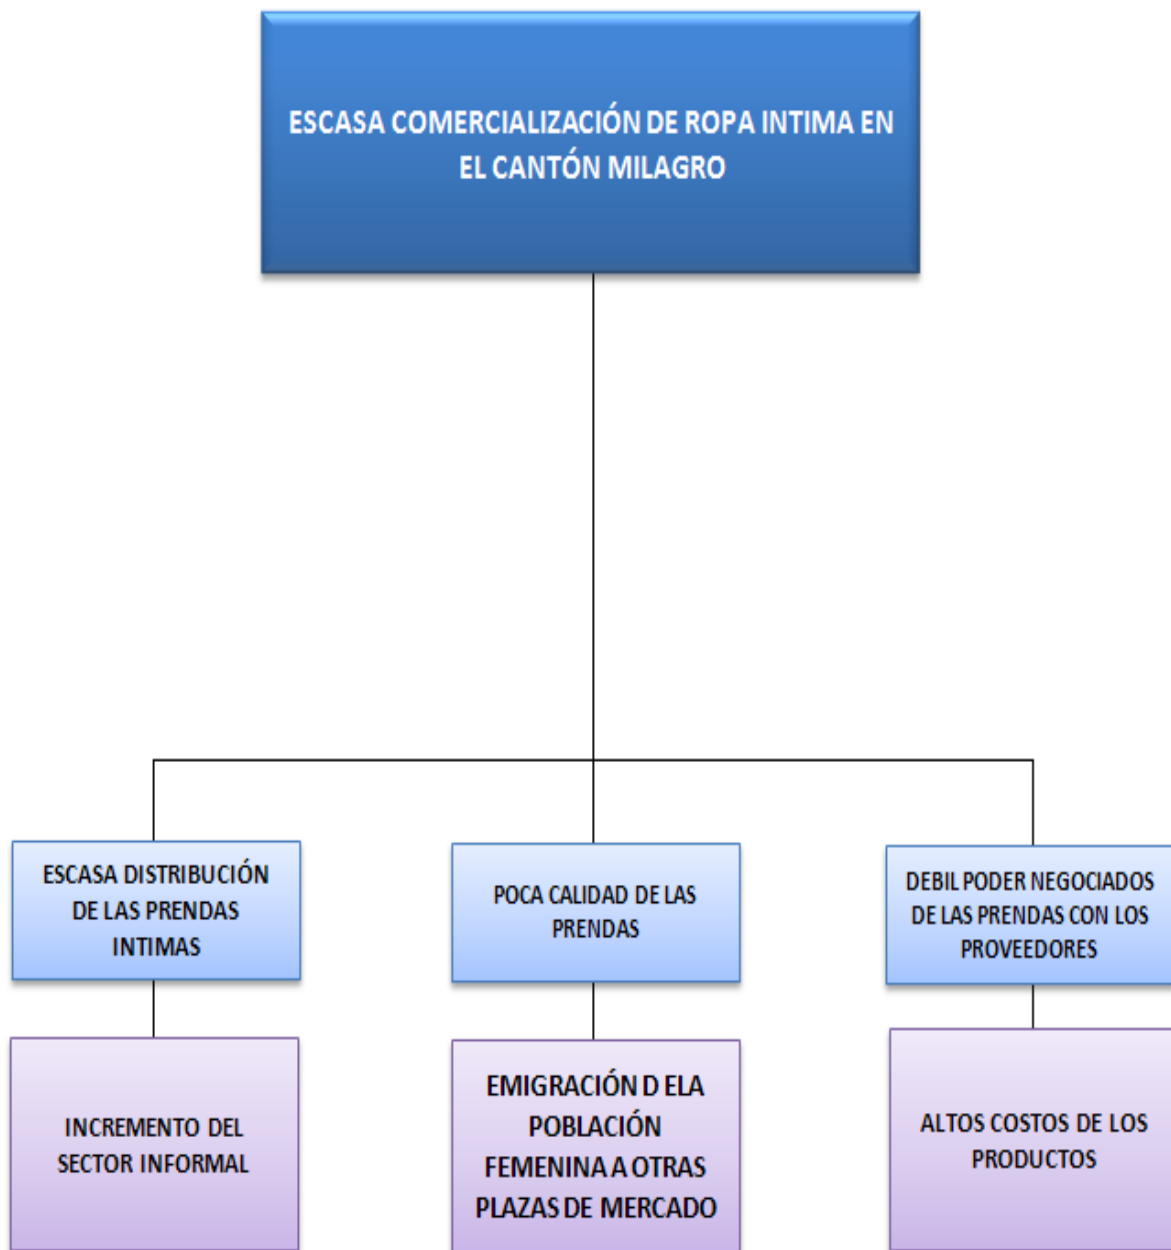 ESCASA COMERCIALIZACIÓN DE ROPA INTIMA EN
EL CANTÓN MILAGRO
ESCASA DISTRIBUCIÓN
DE LAS PRENDAS
INTIMAS
POCA CALIDAD DE LAS
PRENDAS
DEBIL PODER NEGOCIADOS
DE LAS PRENDAS CON LOS
PROVEEDORES
INCREMENTO DEL
SECTOR INFORMAL
EMIGRACIÓN D ELA
POBLACIÓN
FEMENINA A OTRAS
PLAZAS DE MERCADO
ALTOS COSTOS DE LOS
PRODUCTOS